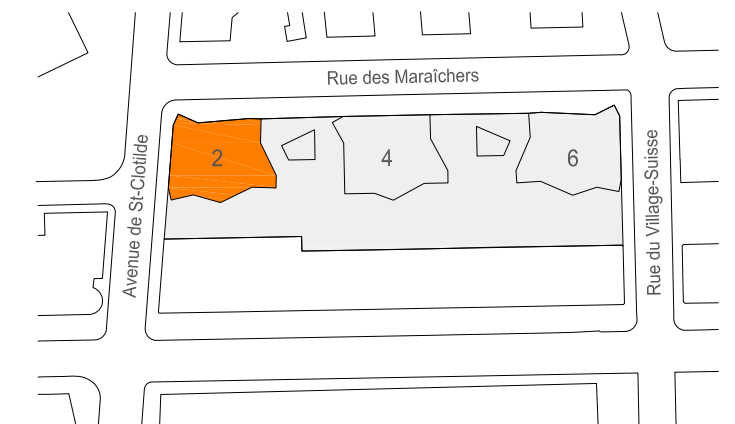 Rue des Maraîchers
2
4
6
Avenue de St-Clotilde
Rue du Village-Suisse